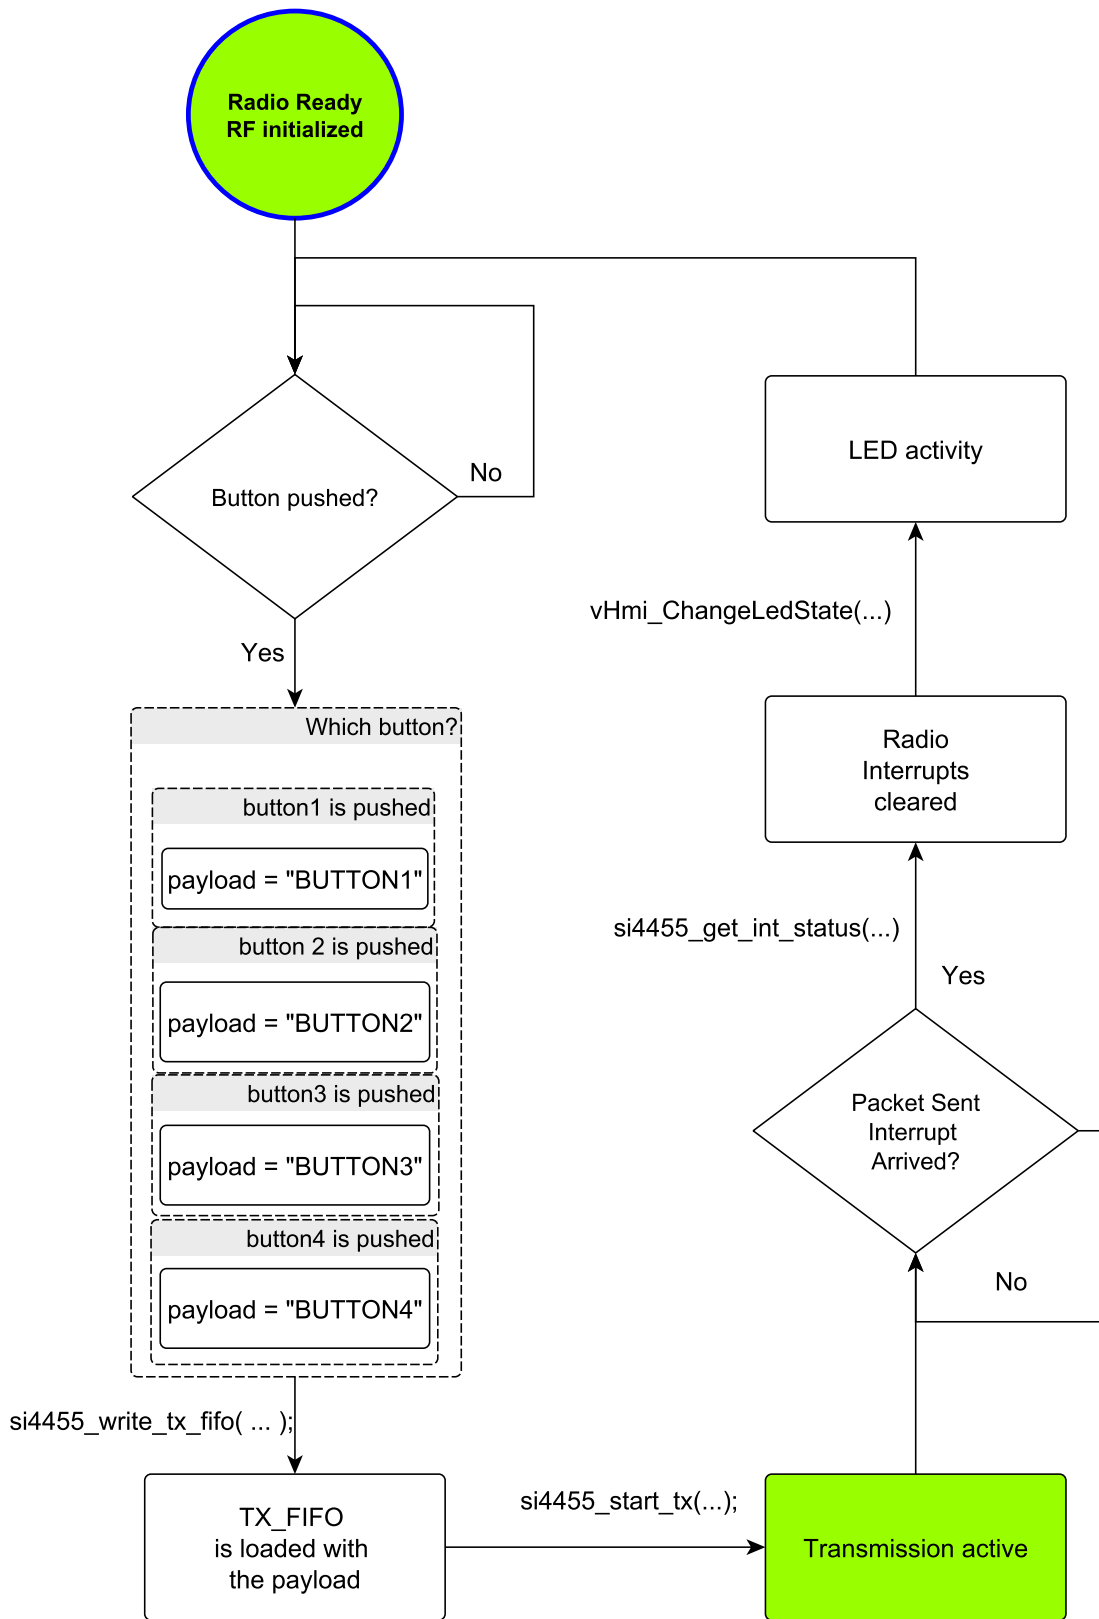 Radio Ready
RF initialized
Button pushed?
No
Yes
Which button?
button1 is pushed
payload = "BUTTON1"
button 2 is pushed
payload = "BUTTON2"
button3 is pushed
payload = "BUTTON3"
button4 is pushed
payload = "BUTTON4"
si4455_write_tx_fifo( ... );
TX_FIFO
is loaded with
the payload
si4455_start_tx(...);
Transmission active
Packet Sent
Interrupt
Arrived?
No
Yes
si4455_get_int_status(...)
Radio
Interrupts
cleared
vHmi_ChangeLedState(...)
LED activity